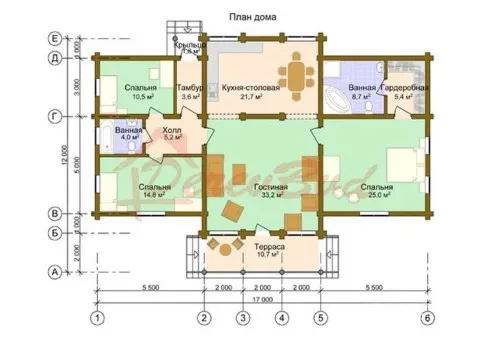 План дома
Е
Д
Г
В
Б
А
1 000
3 000
5 000
2 000
12 000
Крыльцо
1,8 м²
Спальня
10,5 м²
Тамбур
3,6 м²
Кухня-столовая
21,7 м²
Ванная
8,7 м²
Гардеробная
5,4 м²
Ванная
4,0 м²
Холл
5,2 м²
Спальня
14,8 м²
Гостиная
33,2 м²
Спальня
25,0 м²
Терраса
10,7 м²
5 500
2 000
2 000
2 000
5 500
17 000
1
2
3
4
5
6